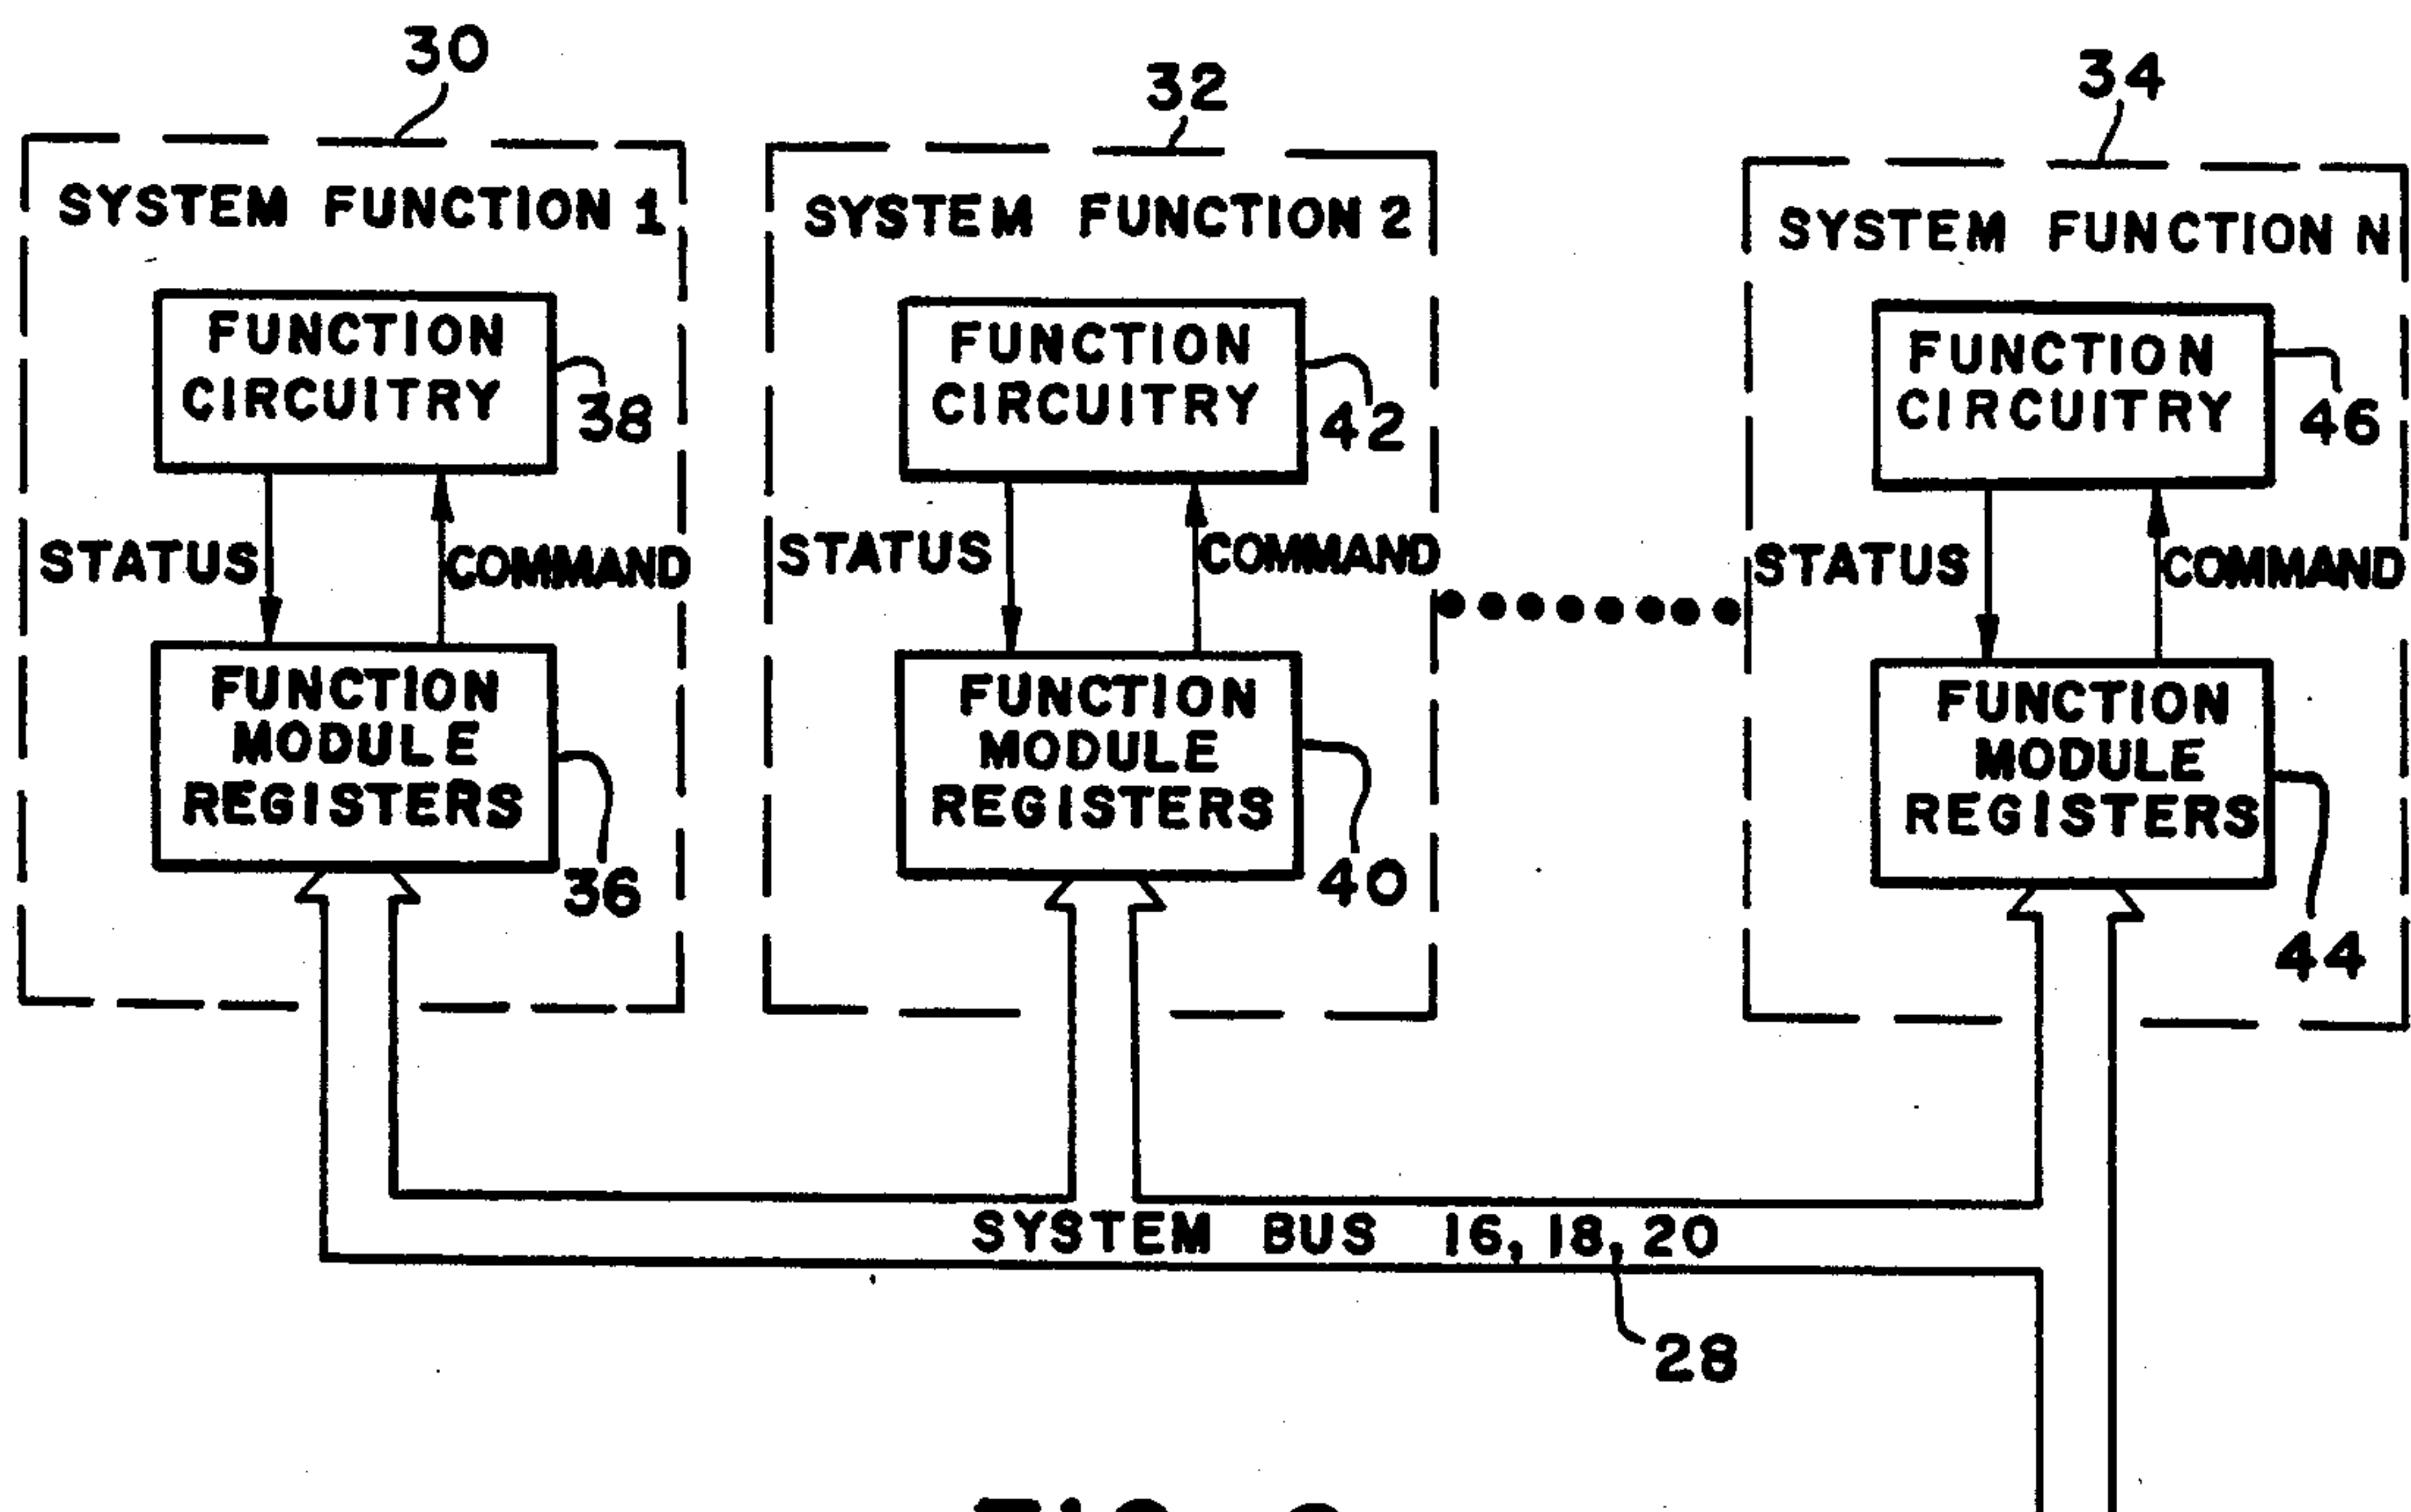 30
32
34
SYSTEM FUNCTION 1
SYSTEM FUNCTION 2
SYSTEM FUNCTION N
FUNCTION
CIRCUITRY
38
FUNCTION
CIRCUITRY
42
FUNCTION
CIRCUITRY
46
STATUS
COMMAND
STATUS
COMMAND
STATUS
COMMAND
FUNCTION
MODULE
REGISTERS
36
FUNCTION
MODULE
REGISTERS
40
FUNCTION
MODULE
REGISTERS
44
SYSTEM BUS 16, 18, 20
28